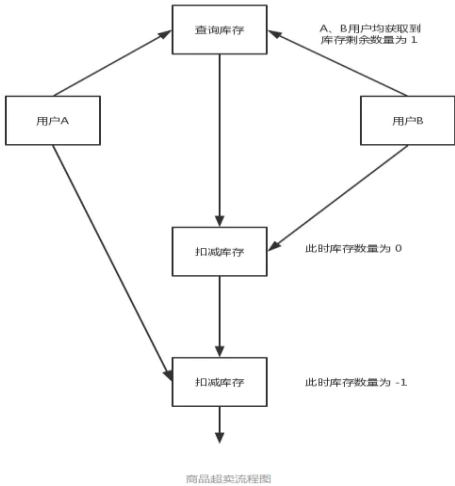 查询库存
A、B用户均获取到
库存剩余数量为 1
用户A
用户B
扣减库存
此时库存数量为 0
扣减库存
此时库存数量为 -1
商品超卖流程图